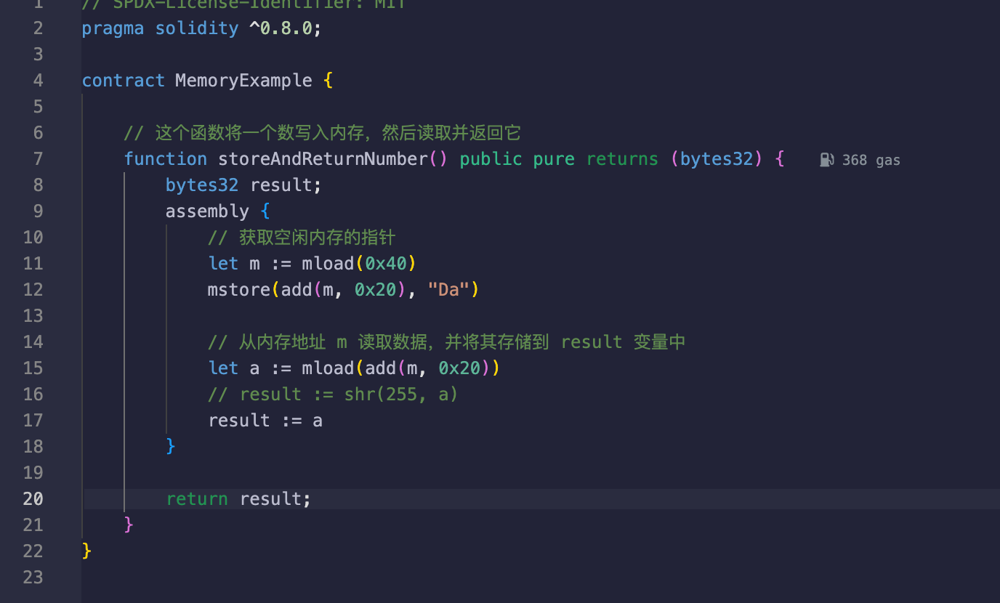 1 // SPDX-License-Identifier: MIT
2 pragma solidity ^0.8.0;
3
4 contract MemoryExample {
5
6 // 这个函数将一个数写入内存，然后读取并返回它
7 function storeAndReturnNumber() public pure returns (bytes32) { 368 gas
8 bytes32 result;
9 assembly {
10 // 获取空闲内存的指针
11 let m := mload(0x40)
12 mstore(add(m, 0x20), "Da")
13
14 // 从内存地址 m 读取数据，并将其存储到 result 变量中
15 let a := mload(add(m, 0x20))
16 // result := shr(255, a)
17 result := a
18 }
19
20 return result;
21 }
22 }
23